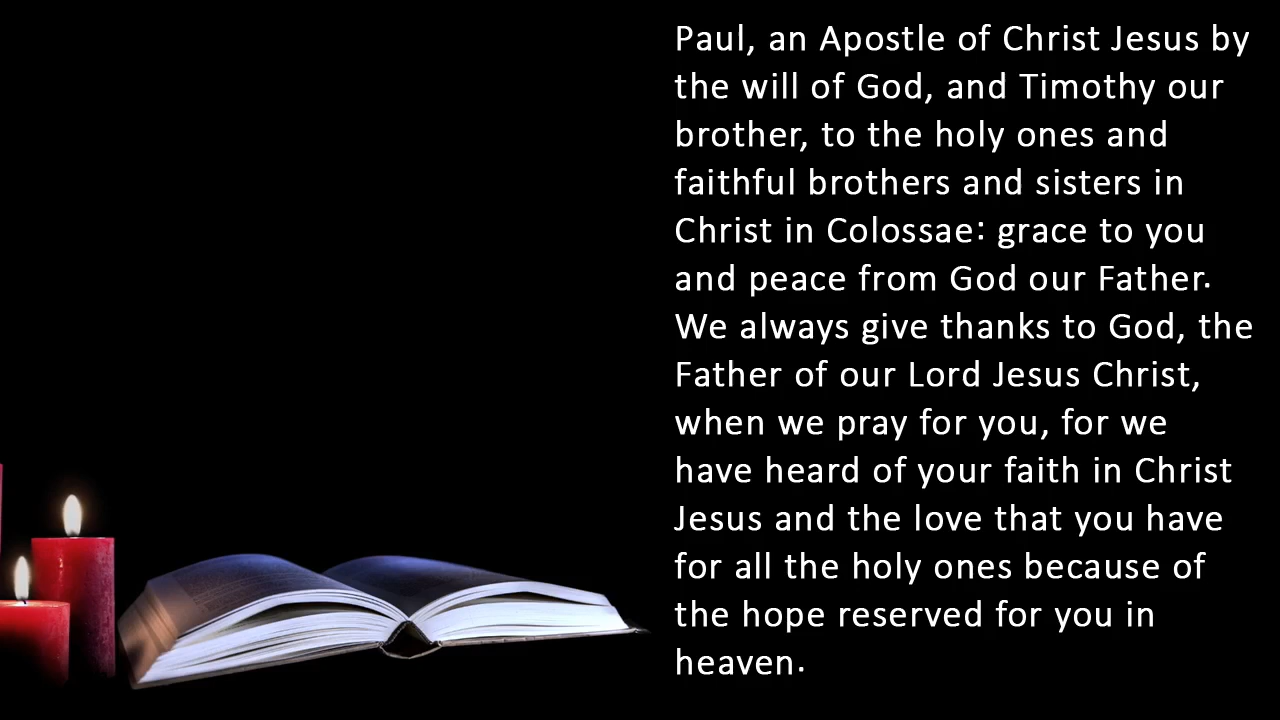 Paul, an Apostle of Christ Jesus by
the will of God, and Timothy our
brother, to the holy ones and
faithful brothers and sisters in
Christ in Colossae: grace to you
and peace from God our Father.
We always give thanks to God, the
Father of our Lord Jesus Christ,
when we pray for you, for we
have heard of your faith in Christ
Jesus and the love that you have
for all the holy ones because of
the hope reserved for you in
heaven.